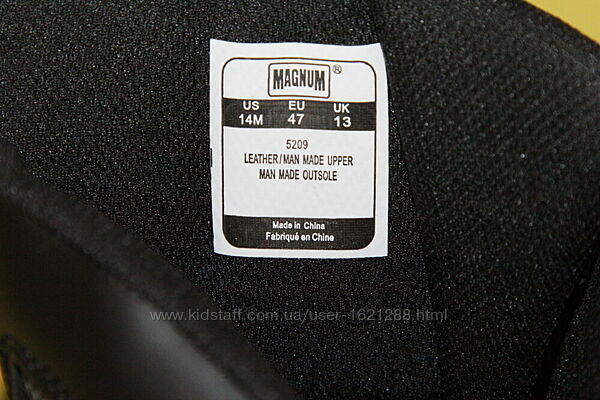 MAGNUM®
US EU UK
14M 47 13
5209
LEATHER/MAN MADE UPPER
MAN MADE OUTSOLE
Made in China
Fabriqué en Chine
www.kidstaff.com.ua/user-1621288.html